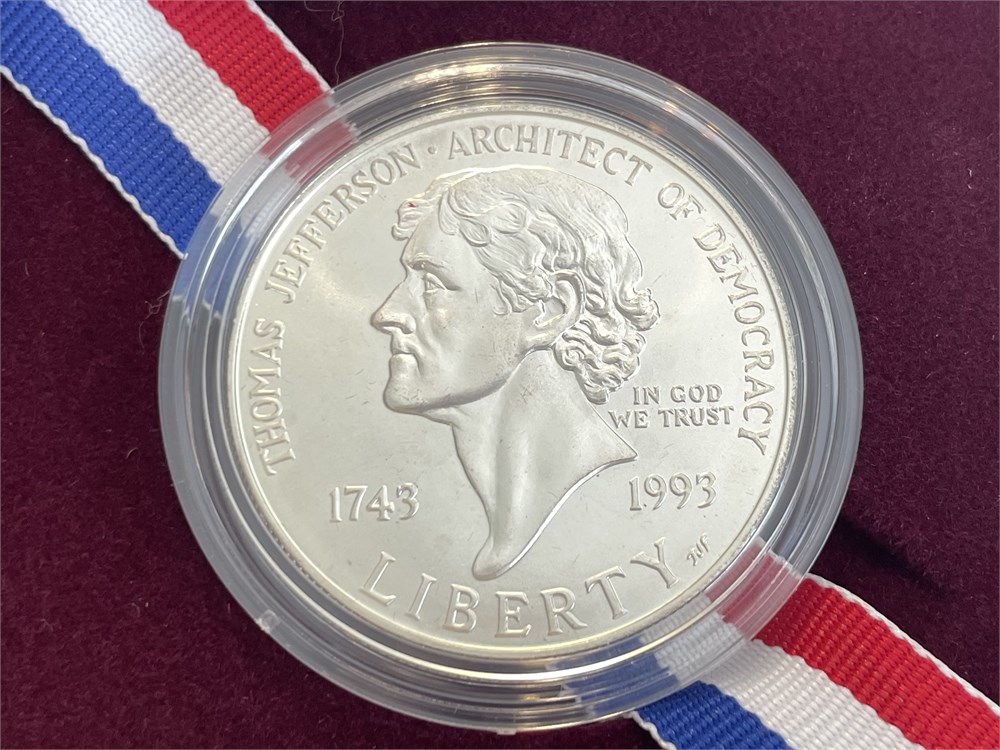 THOMAS JEFFERSON · ARCHITECT OF DEMOCRACY
IN GOD
WE TRUST
1743
1993
LIBERTY